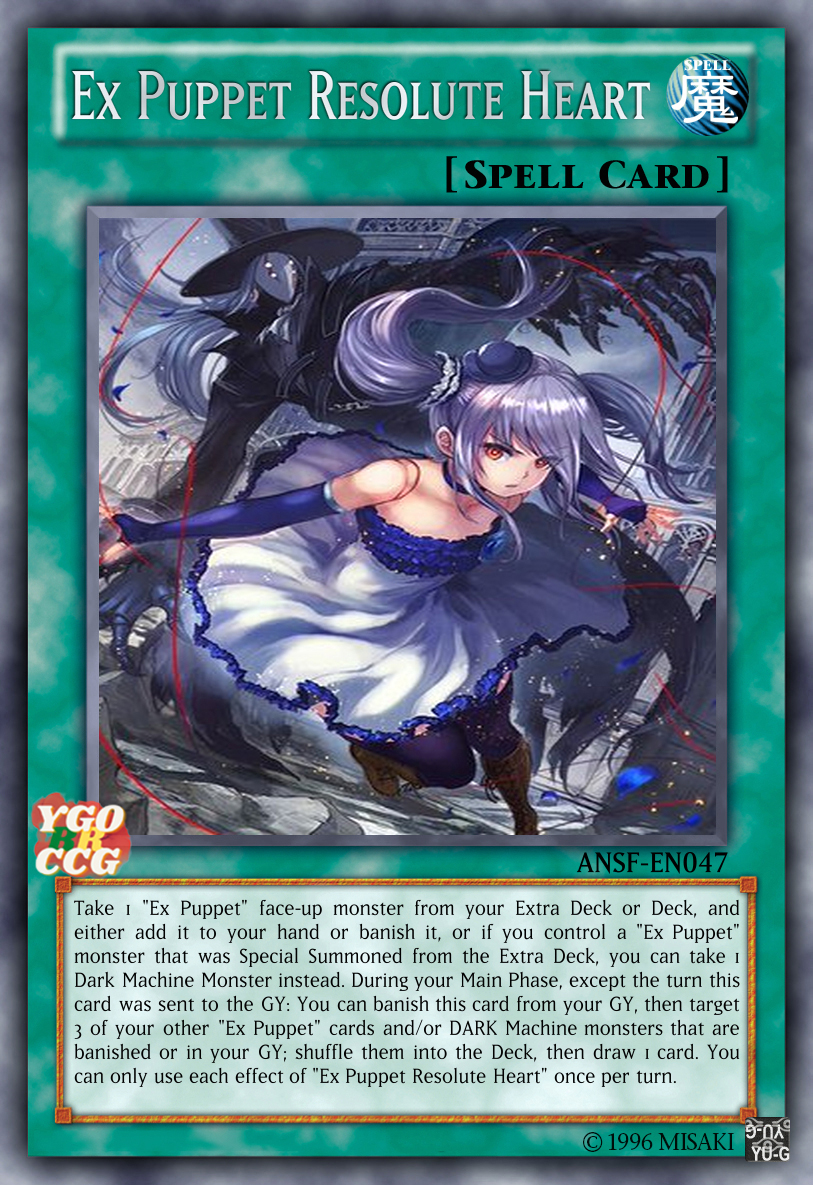 Ex Puppet Resolute Heart
SPELL
魔
[Spell Card]
YGO
RR
CCG
ANSF-EN047
Take 1 "Ex Puppet" face-up monster from your Extra Deck or Deck, and
either add it to your hand or banish it, or if you control a "Ex Puppet"
monster that was Special Summoned from the Extra Deck, you can take 1
Dark Machine Monster instead. During your Main Phase, except the turn this
card was sent to the GY: You can banish this card from your GY, then target
3 of your other "Ex Puppet" cards and/or DARK Machine monsters that are
banished or in your GY; shuffle them into the Deck, then draw 1 card. You
can only use each effect of "Ex Puppet Resolute Heart" once per turn.
© 1996 MISAKI
YU-G
YU-G